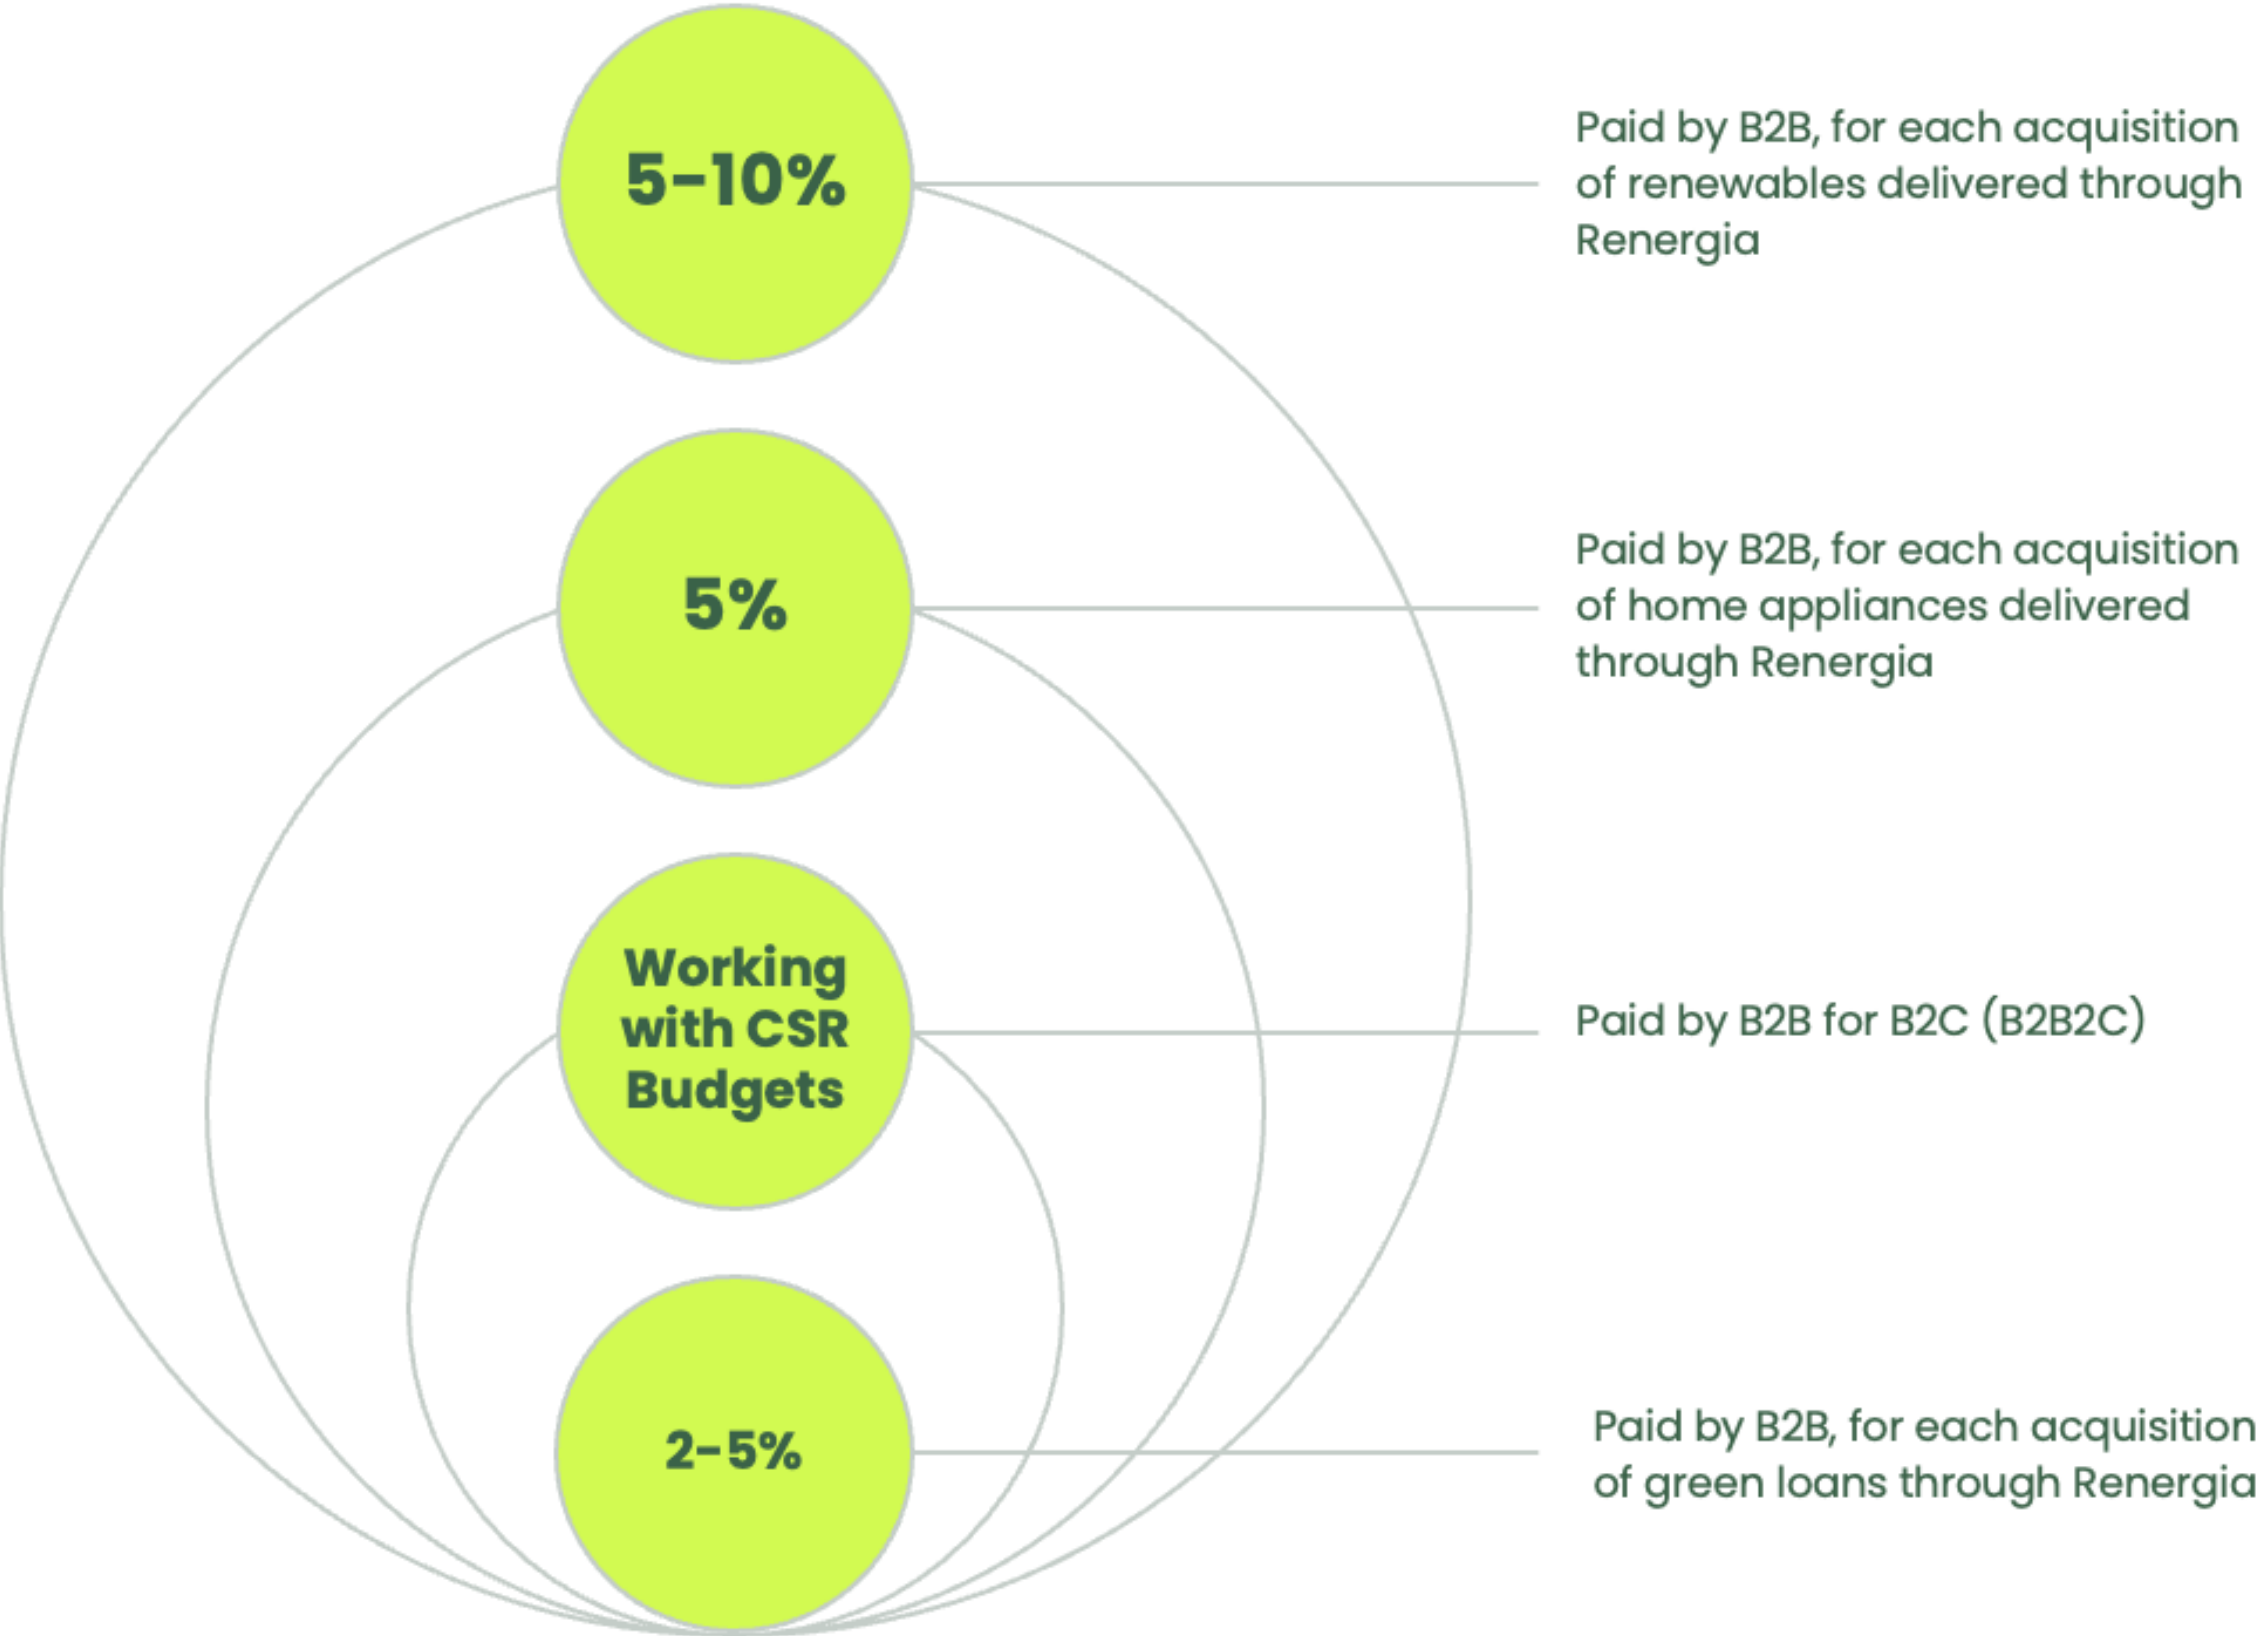 5-10%
Paid by B2B, for each acquisition
of renewables delivered through
Renergia
5%
Paid by B2B, for each acquisition
of home appliances delivered
through Renergia
Working
with CSR
Budgets
Paid by B2B for B2C (B2B2C)
2-5%
Paid by B2B, for each acquisition
of green loans through Renergia